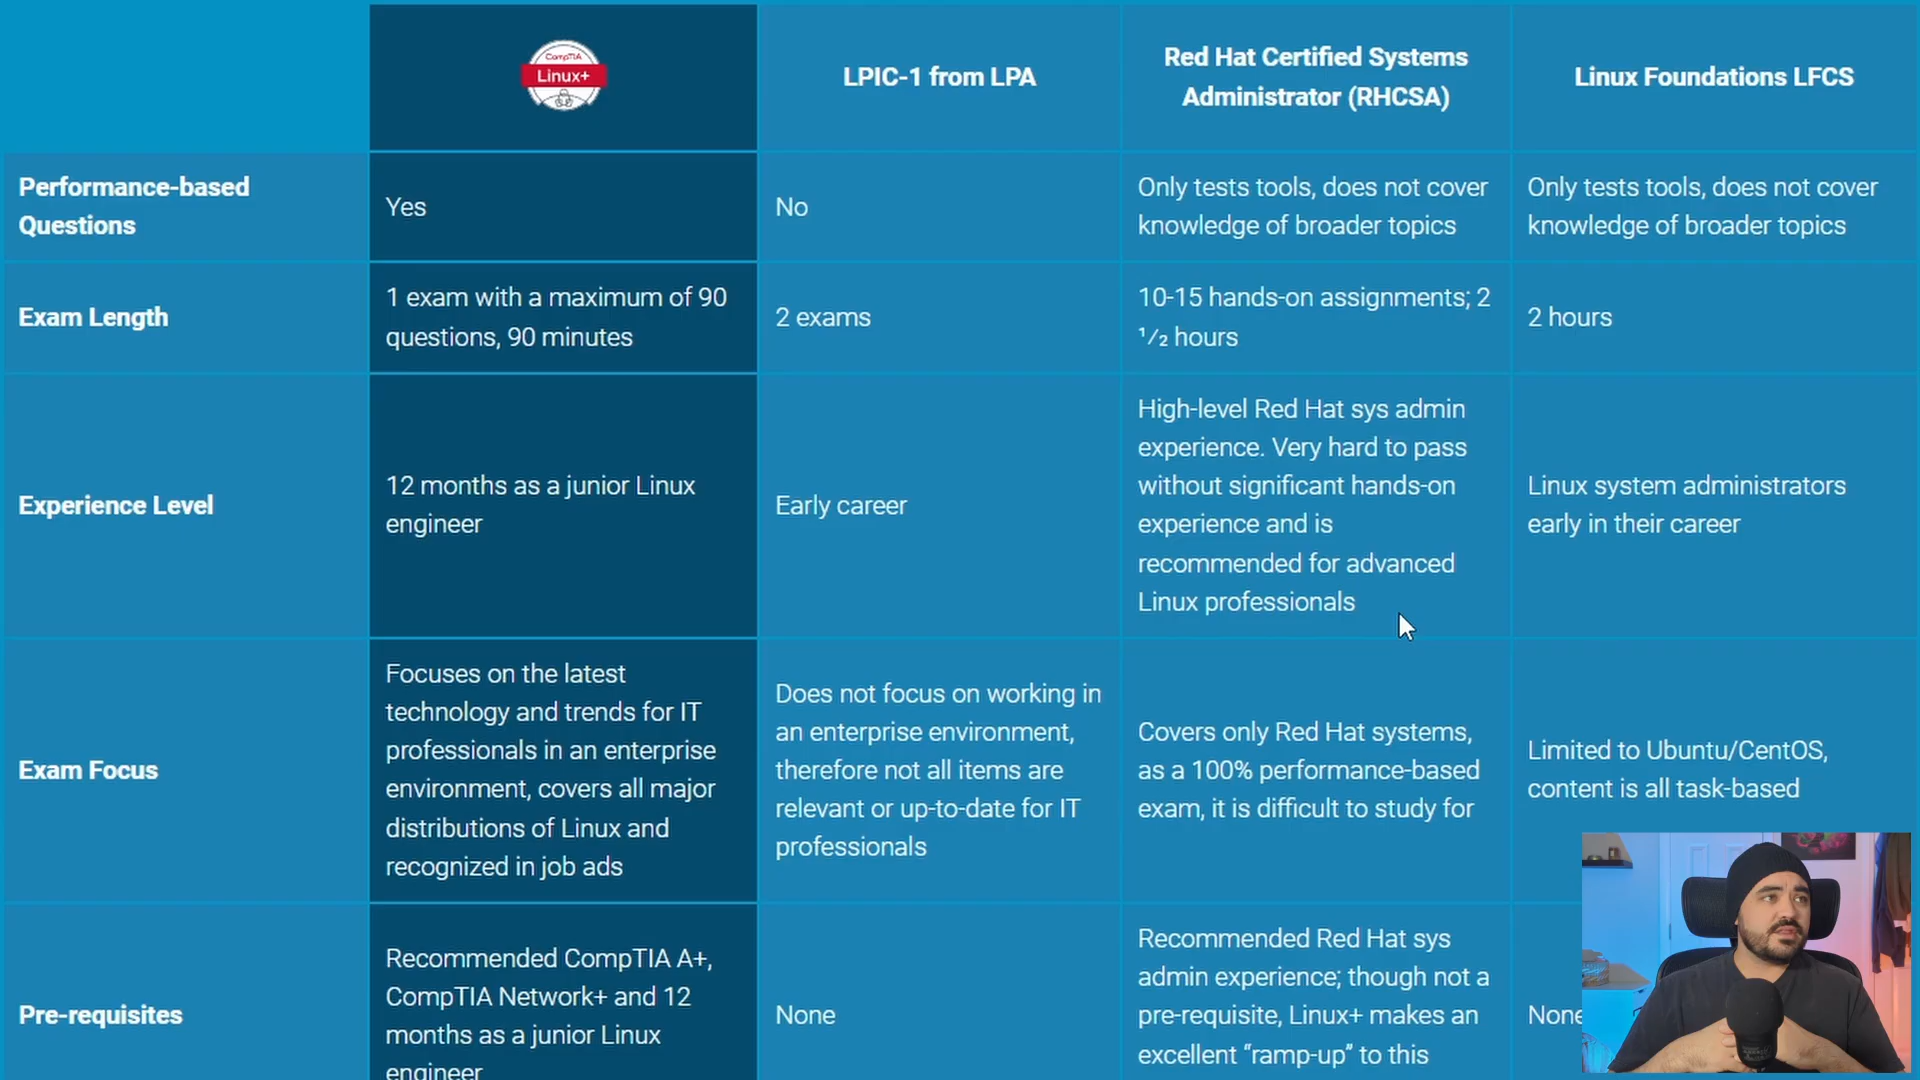 CompTIA
Linux+
LPIC-1 from LPA
Red Hat Certified Systems
Administrator (RHCSA)
Linux Foundations LFCS
Performance-based
Questions
Yes
No
Only tests tools, does not cover
knowledge of broader topics
Only tests tools, does not cover
knowledge of broader topics
Exam Length
1 exam with a maximum of 90
questions, 90 minutes
2 exams
10-15 hands-on assignments; 2
¹/₂ hours
2 hours
Experience Level
12 months as a junior Linux
engineer
Early career
High-level Red Hat sys admin
experience. Very hard to pass
without significant hands-on
experience and is
recommended for advanced
Linux professionals
Linux system administrators
early in their career
Exam Focus
Focuses on the latest
technology and trends for IT
professionals in an enterprise
environment, covers all major
distributions of Linux and
recognized in job ads
Does not focus on working in
an enterprise environment,
therefore not all items are
relevant or up-to-date for IT
professionals
Covers only Red Hat systems,
as a 100% performance-based
exam, it is difficult to study for
Limited to Ubuntu/CentOS,
content is all task-based
Pre-requisites
Recommended CompTIA A+,
CompTIA Network+ and 12
months as a junior Linux
engineer
None
Recommended Red Hat sys
admin experience; though not a
pre-requisite, Linux+ makes an
excellent “ramp-up” to this
None